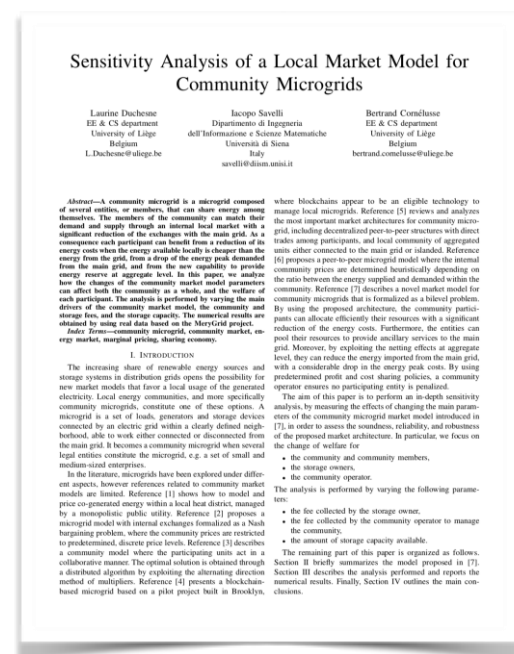 Sensitivity Analysis of a Local Market Model for
Community Microgrids
Laurine Duchesne
EE & CS department
University of Liège
Belgium
L.Duchesne@uliege.be
Iacopo Savelli
Dipartimento di Ingegneria
dell'Informazione e Scienze Matematiche
Università di Siena
Italy
savelli@diism.unisi.it
Bertrand Cornélusse
EE & CS department
University of Liège
Belgium
bertrand.cornelusse@uliege.be
Abstract—A community microgrid is a microgrid composed
of several entities, or members, that can share energy among
themselves. The members of the community can match their
demand and supply through an internal local market with a
significant reduction of the exchanges with the main grid. As a
consequence each participant can benefit from a reduction of its
energy costs when the energy available locally is cheaper than the
energy from the grid, from a drop of the energy peak demanded
from the main grid, and from the new capability to provide
energy reserve at aggregate level. In this paper, we analyze
how the changes of the community market model parameters
can affect both the community as a whole, and the welfare of
each participant. The analysis is performed by varying the main
drivers of the community market model, the community and
storage fees, and the storage capacity. The numerical results are
obtained by using real data based on the MeryGrid project.
Index Terms—community microgrid, community market, en-
ergy market, marginal pricing, sharing economy.
I. INTRODUCTION
The increasing share of renewable energy sources and
storage systems in distribution grids opens the possibility for
new market models that favor a local usage of the generated
electricity. Local energy communities, and more specifically
community microgrids, constitute one of these options. A
microgrid is a set of loads, generators and storage devices
connected by an electric grid within a clearly defined neigh-
borhood, able to work either connected or disconnected from
the main grid. It becomes a community microgrid when several
legal entities constitute the microgrid, e.g. a set of small and
medium-sized enterprises.
In the literature, microgrids have been explored under differ-
ent aspects, however references related to community market
models are limited. Reference [1] shows how to model and
price co-generated energy within a local heat district, managed
by a monopolistic public utility. Reference [2] proposes a
microgrid model with internal exchanges formalized as a Nash
bargaining problem, where the community prices are restricted
to predetermined, discrete price levels. Reference [3] describes
a community model where the participating units act in a
collaborative manner. The optimal solution is obtained through
a distributed algorithm by exploiting the alternating direction
method of multipliers. Reference [4] presents a blockchain-
based microgrid based on a pilot project built in Brooklyn,
where blockchains appear to be an eligible technology to
manage local microgrids. Reference [5] reviews and analyzes
the most important market architectures for community micro-
grid, including decentralized peer-to-peer structures with direct
trades among participants, and local community of aggregated
units either connected to the main grid or islanded. Reference
[6] proposes a peer-to-peer microgrid model where the internal
community prices are determined heuristically depending on
the ratio between the energy supplied and demanded within the
community. Reference [7] describes a novel market model for
community microgrids that is formalized as a bilevel problem.
By using the proposed architecture, the community partici-
pants can allocate efficiently their resources with a significant
reduction of the energy costs. Furthermore, the entities can
pool their resources to provide ancillary services to the main
grid. Moreover, by exploiting the netting effects at aggregate
level, they can reduce the energy imported from the main grid,
with a considerable drop in the energy peak costs. By using
predetermined profit and cost sharing policies, a community
operator ensures no participating entity is penalized.
The aim of this paper is to perform an in-depth sensitivity
analysis, by measuring the effects of changing the main param-
eters of the community microgrid market model introduced in
[7], in order to assess the soundness, reliability and robustness
of the proposed market architecture. In particular, we focus on
the change of welfare for
• the community and community members,
• the storage owners,
• the community operator.
The analysis is performed by varying the following parame-
ters:
• the fee collected by the storage owner,
• the fee collected by the community operator to manage
the community,
• the amount of storage capacity available.
The remaining part of this paper is organized as follows.
Section II briefly summarizes the model proposed in [7].
Section III describes the analysis performed and reports the
numerical results. Finally, Section IV outlines the main con-
clusions.